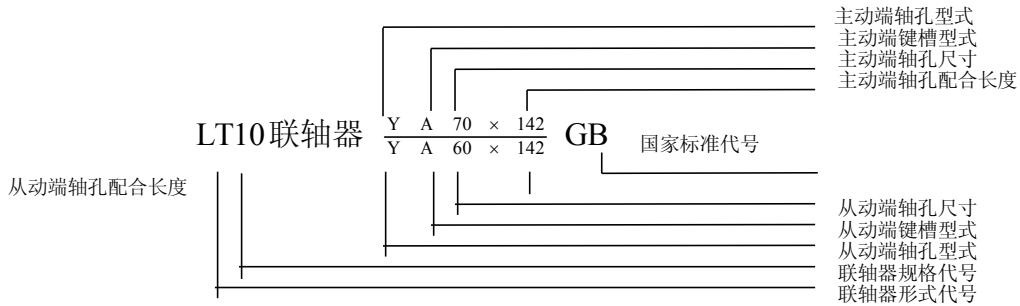 主动端轴孔型式
主动端键槽型式
主动端轴孔尺寸
主动端轴孔配合长度
LT10联轴器 Y A 70 × 142 GB
Y A 60 × 142
国家标准代号
从动端轴孔配合长度
从动端轴孔尺寸
从动端键槽型式
从动端轴孔型式
联轴器规格代号
联轴器形式代号